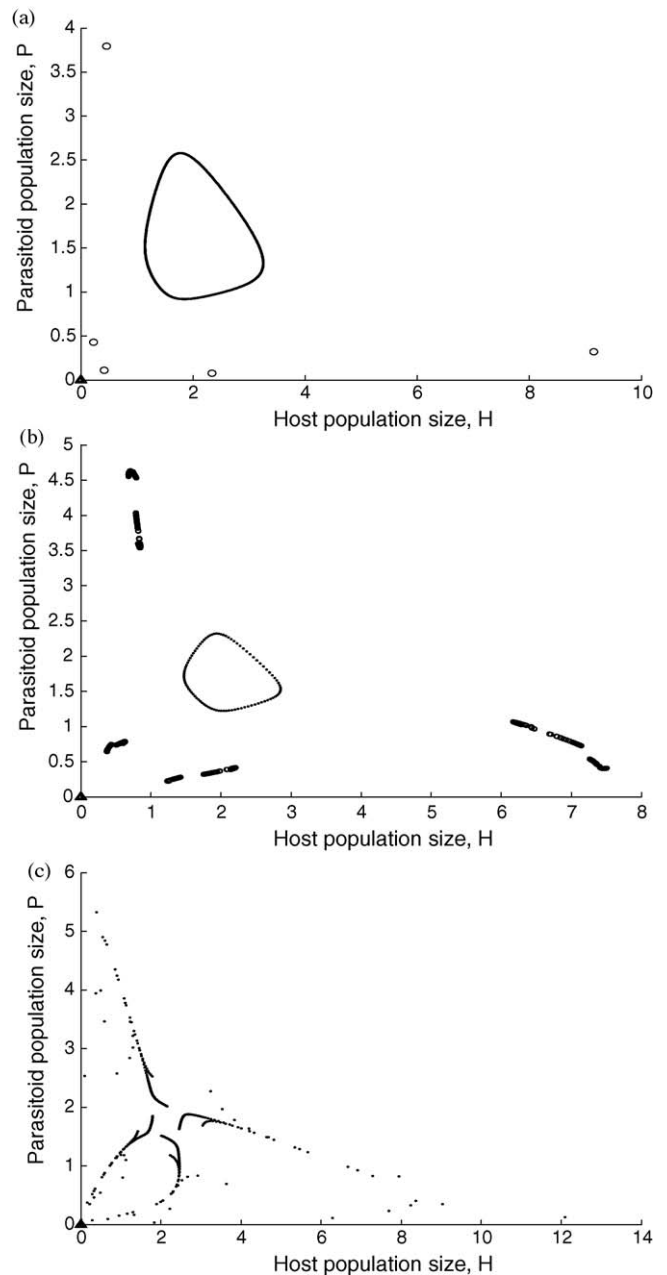 (a)
4
3.5
3
2.5
2
1.5
1
0.5
0
Parasitoid population size, P
0 2 4 6 8 10
Host population size, H
(b)
5
4.5
4
3.5
3
2.5
2
1.5
1
0.5
0
Parasitoid population size, P
0 1 2 3 4 5 6 7 8
Host population size, H
(c)
6
5
4
3
2
1
0
Parasitoid population size, P
0 2 4 6 8 10 12 14
Host population size, H